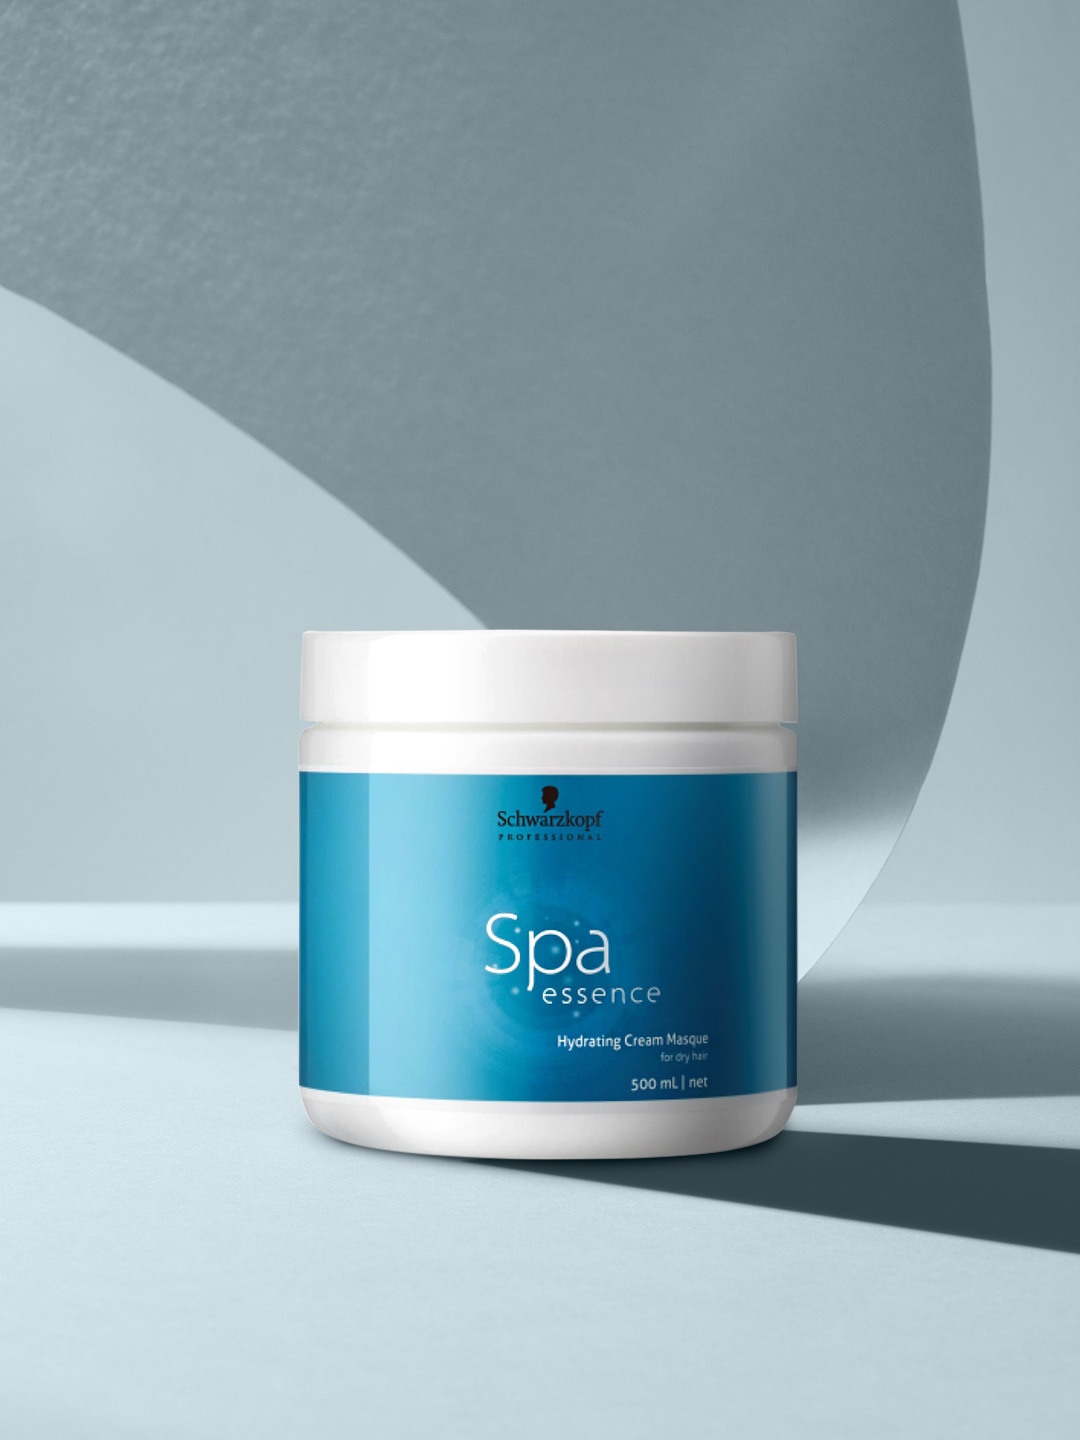 Schwarzkopf
PROFESSIONAL
Spa
essence
Hydrating Cream Masque
for dry hair
500 mL | net